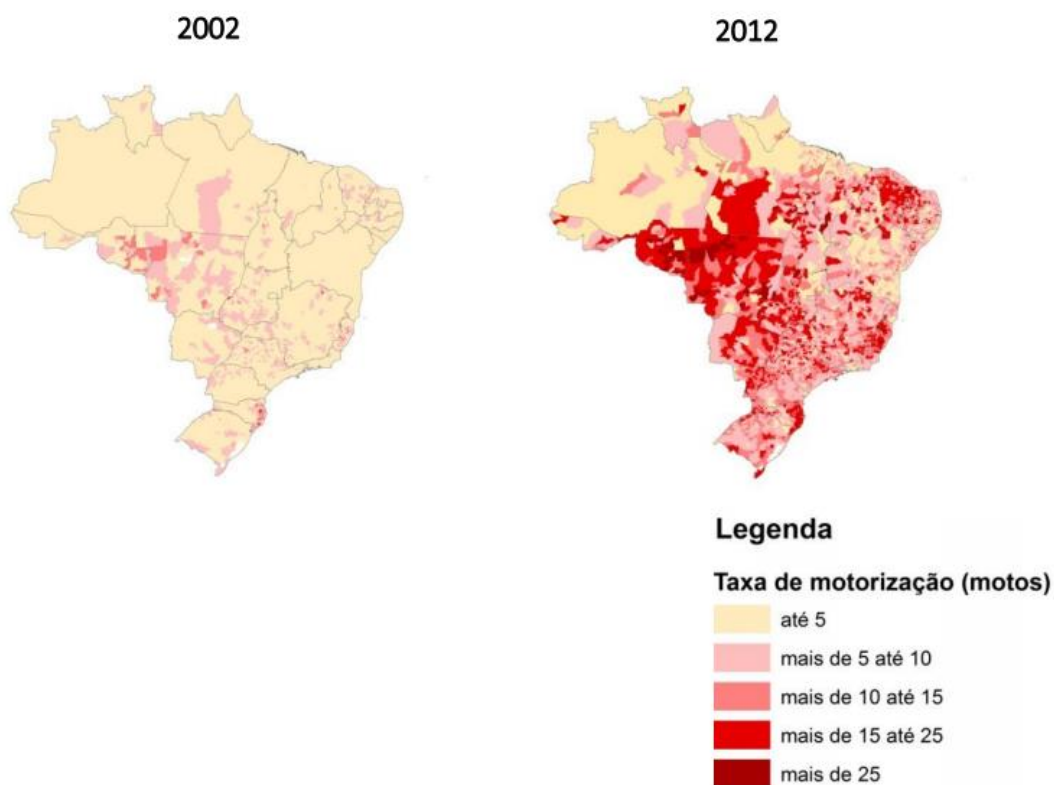 2002
2012
Legenda
Taxa de motorização (motos)
até 5
mais de 5 até 10
mais de 10 até 15
mais de 15 até 25
mais de 25